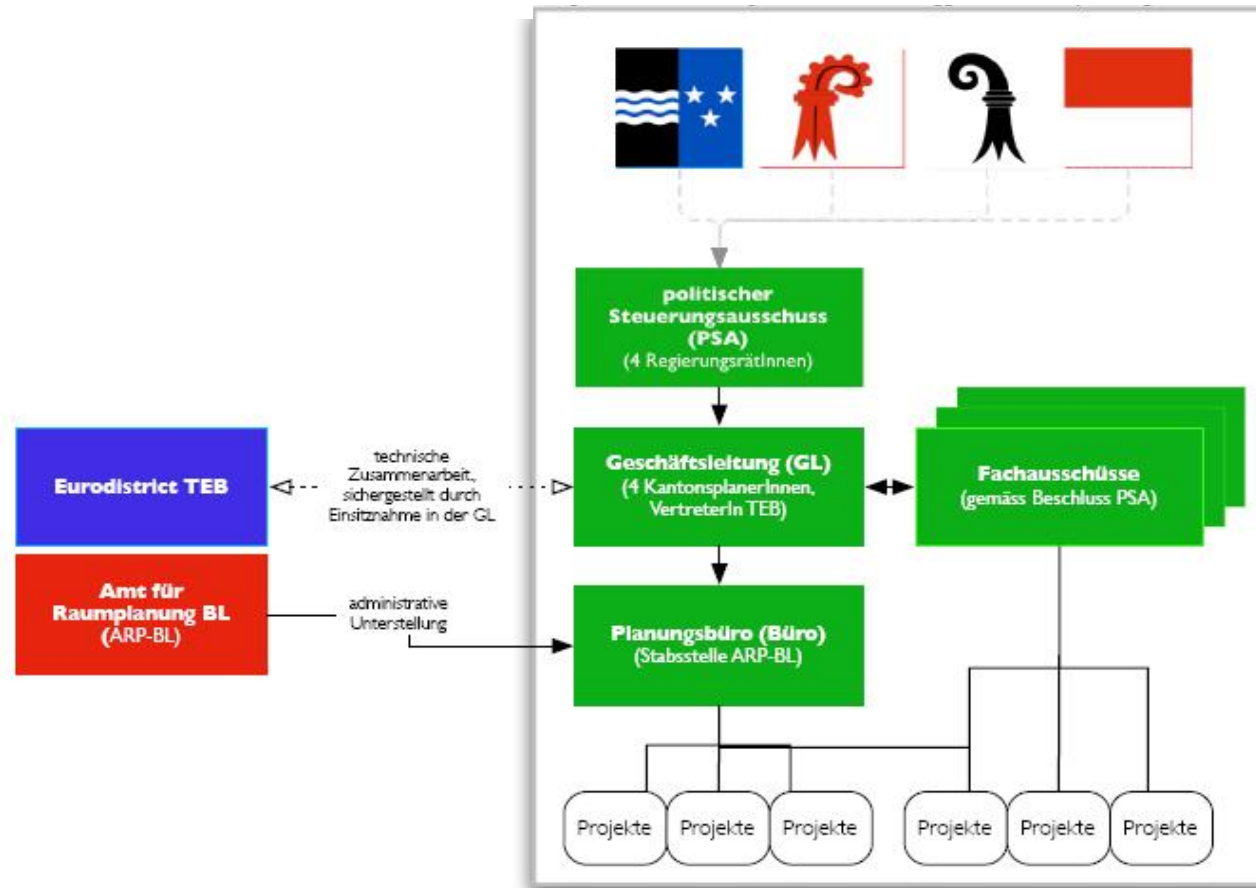 politischer
Steuerungsausschuss
(PSA)
(4 RegierungsrätInnen)
Eurodistrict TEB
technische
Zusammenarbeit,
sichergestellt durch
Einsitznahme in der GL
Geschäftsleitung (GL)
(4 KantonsplanerInnen,
VertreterIn TEB)
Fachausschüsse
(gemäss Beschluss PSA)
Amt für
Raumplanung BL
(ARP-BL)
administrative
Unterstellung
Planungsbüro (Büro)
(Stabsstelle ARP-BL)
Projekte
Projekte
Projekte
Projekte
Projekte
Projekte